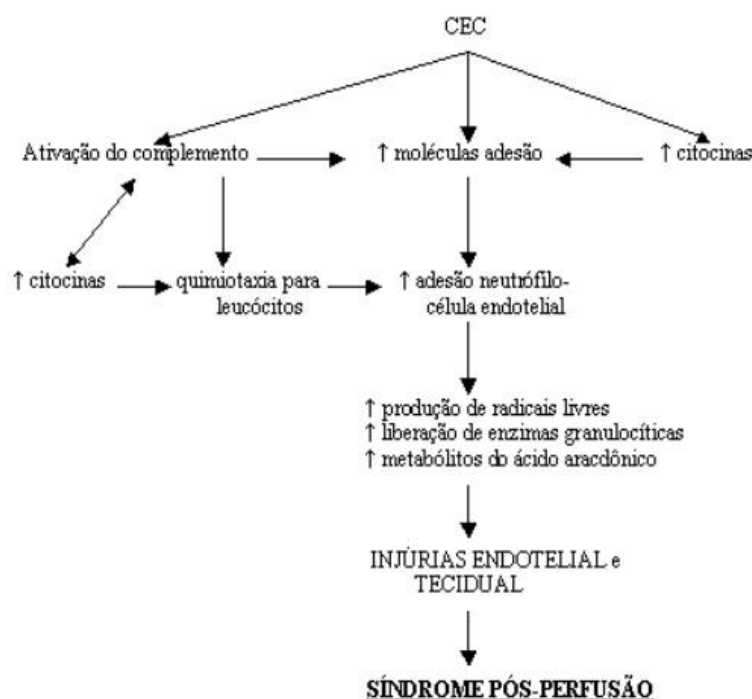 CEC
Ativação do complemento
↑ moléculas adesão
↑ citocinas
↑ citocinas
quimiotaxia para
leucócitos
↑ adesão neutrófilo-
célula endotelial
↑ produção de radicais livres
↑ liberação de enzimas granulocíticas
↑ metabólitos do ácido aracdônico
INJÚRIAS ENDOTELIAL e
TECIDUAL
SÍNDROME PÓS-PERFUSÃO